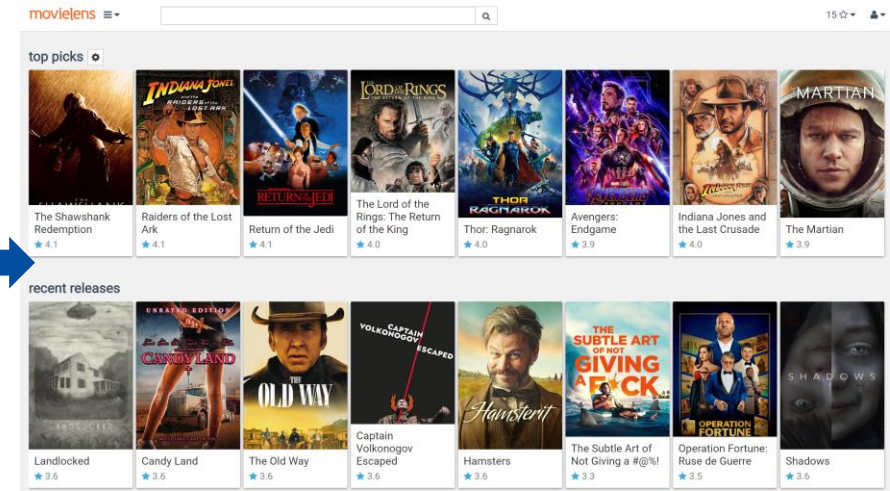 movielens
15
top picks
THE
SHAWSHANK
INDIANA JONES
and the
RAIDERS of the
LOST ARK
RETURN OF THE JEDI
THE
LORD OF THE RINGS
THE RETURN OF THE KING
THOR
RAGNAROK
AVENGERS
THE MARTIAN
The Shawshank
Redemption
4.1
Raiders of the Lost
Ark
4.1
Return of the Jedi
4.1
The Lord of the
Rings: The Return
of the King
4.0
Thor: Ragnarok
4.0
Avengers:
Endgame
3.9
Indiana Jones and
the Last Crusade
4.0
The Martian
3.9
recent releases
LANDLOCKED
UNRATED EDITION
CANDY LAND
THE
OLD WAY
CAPTAIN
VOLKONOGOV
ESCAPED
Hamsterit
THE
SUBTLE ART
OF NOT
GIVING
A F*CK
OPERATION
FORTUNE
SHADOWS
Landlocked
3.6
Candy Land
3.6
The Old Way
3.6
Captain
Volkonogov
Escaped
3.6
Hamsters
3.6
The Subtle Art of
Not Giving a #@%!
3.3
Operation Fortune:
Ruse de Guerre
3.5
Shadows
3.6